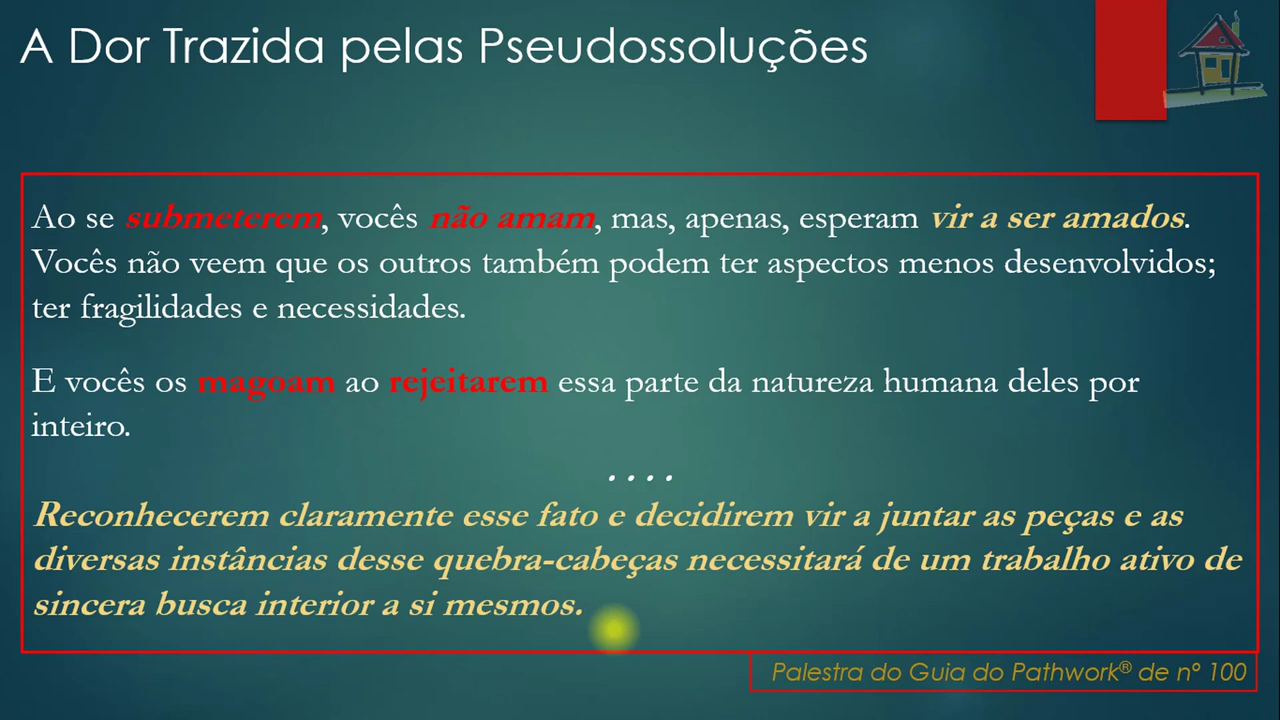 A Dor Trazida pelas Pseudossoluções
Ao se submeterem, vocês não amam, mas, apenas, esperam vir a ser amados.
Vocês não veem que os outros também podem ter aspectos menos desenvolvidos;
ter fragilidades e necessidades.
E vocês os magoam ao rejeitarem essa parte da natureza humana deles por
inteiro.
. . . .
Reconhecerem claramente esse fato e decidirem vir a juntar as peças e as
diversas instâncias desse quebra-cabeças necessitará de um trabalho ativo de
sincera busca interior a si mesmos.
Palestra do Guia do Pathwork® de nº 100